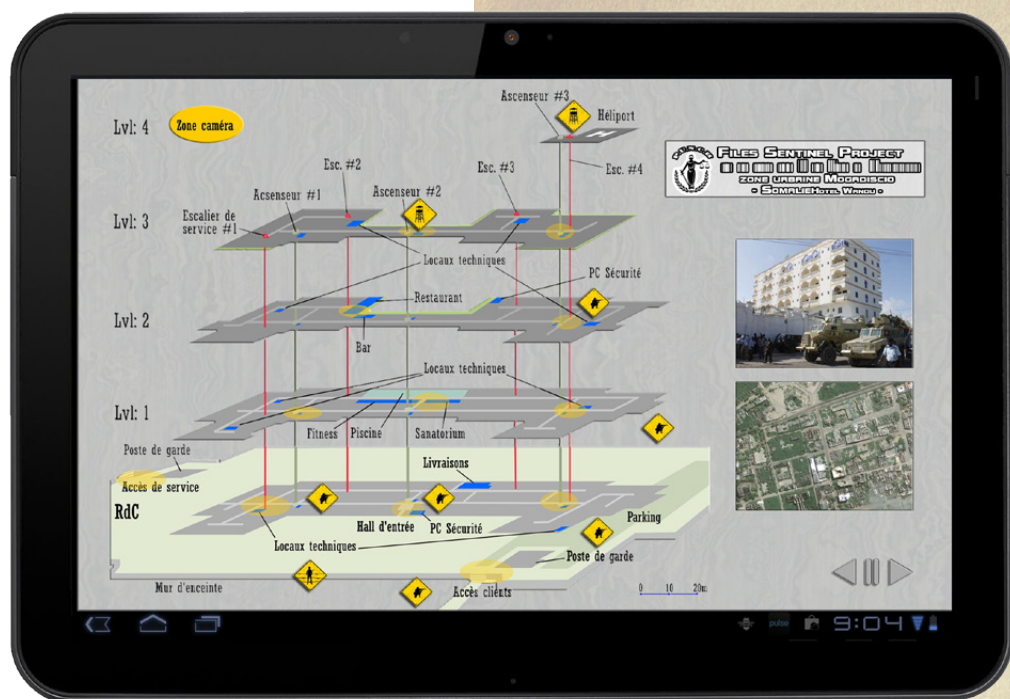 Ascenseur #3
Héliport
Lvl: 4
Zone caméra
FILES SENTINEL PROJECT
ZONE URBAINE MOGADISCIO
- SOMALIE HOTEL WANDU -
Esc. #2
Esc. #3
Esc. #4
Acsenseur #1
Ascenseur #2
Lvl: 3
Escalier de
service #1
Locaux techniques
PC Sécurité
Restaurant
Lvl: 2
Bar
Locaux techniques
Lvl: 1
Fitness
Piscine
Sanatorium
Poste de garde
Livraisons
Accès de service
RdC
Hall d'entrée
PC Sécurité
Parking
Locaux techniques
Poste de garde
Mur d'enceinte
Accès clients
0 10 20m
pulse
9:04